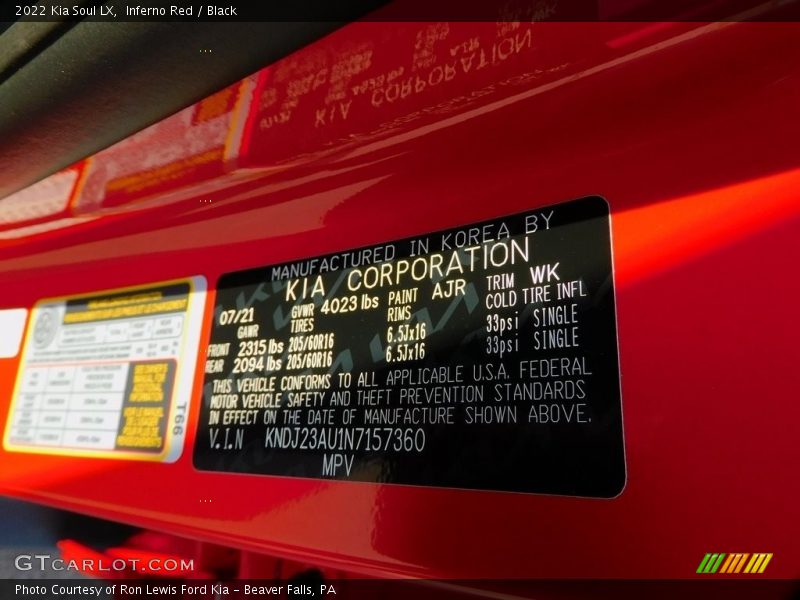 2022 Kia Soul LX, Inferno Red / Black
KIA CORPORATION
MANUFACTURED IN KOREA BY
KIA CORPORATION
07/21 GVWR 4023 lbs PAINT AJR TRIM WK
GAWR TIRES RIMS COLD TIRE INFL
FRONT 2315 lbs 205/60R16 6.5Jx16 33psi SINGLE
REAR 2094 lbs 205/60R16 6.5Jx16 33psi SINGLE
THIS VEHICLE CONFORMS TO ALL APPLICABLE U.S.A. FEDERAL
MOTOR VEHICLE SAFETY AND THEFT PREVENTION STANDARDS
IN EFFECT ON THE DATE OF MANUFACTURE SHOWN ABOVE.
V.I.N KNDJ23AU1N7157360
MPV
T66
GTCARLOT.COM
Photo Courtesy of Ron Lewis Ford Kia - Beaver Falls, PA